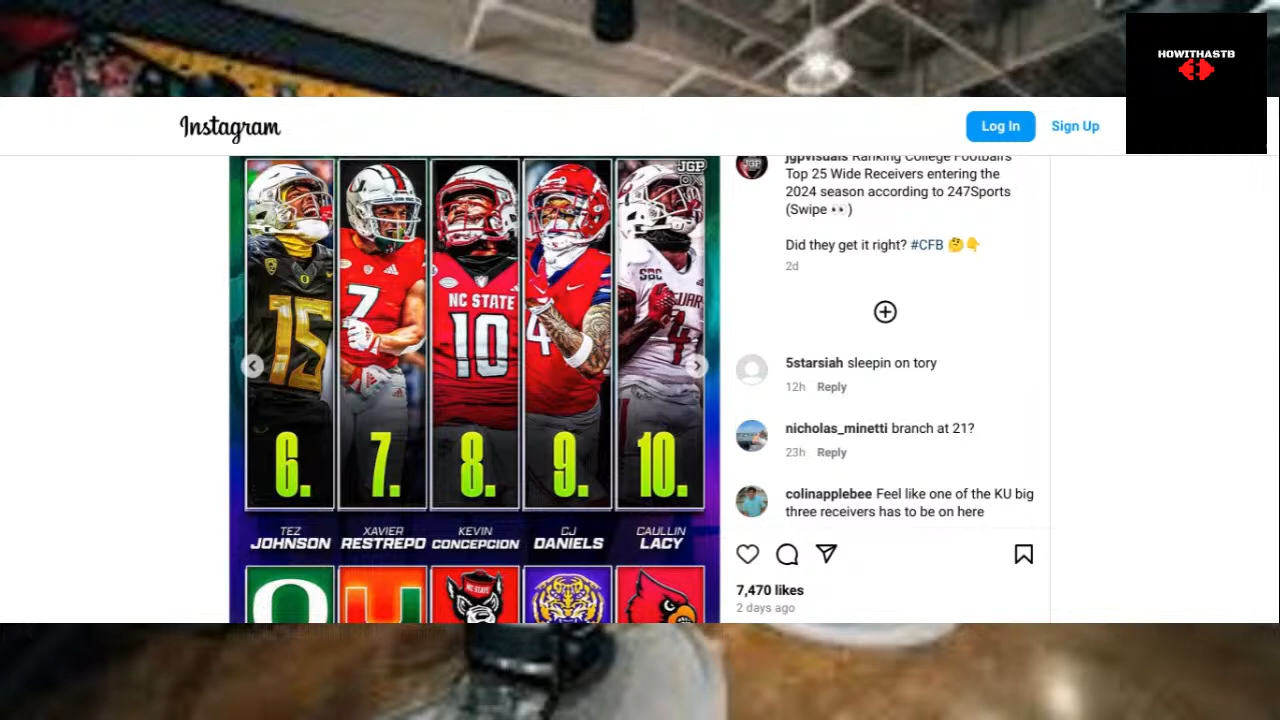 HOWITHASTB
Instagram
Log In
Sign Up
JGP
15
7
NC STATE
10
4
SBC
4
6.
7.
8.
9.
10.
TEZ
JOHNSON
XAVIER
RESTREPO
KEVIN
CONCEPCION
CJ
DANIELS
CAULLIN
LACY
NC STATE
jgpvisuals Ranking College Football's
Top 25 Wide Receivers entering the
2024 season according to 247Sports
(Swipe 👀)
Did they get it right? #CFB 🤔👇
2d
5starsiah sleepin on tory
12h Reply
nicholas_minetti branch at 21?
23h Reply
colinapplebee Feel like one of the KU big
three receivers has to be on here
7,470 likes
2 days ago